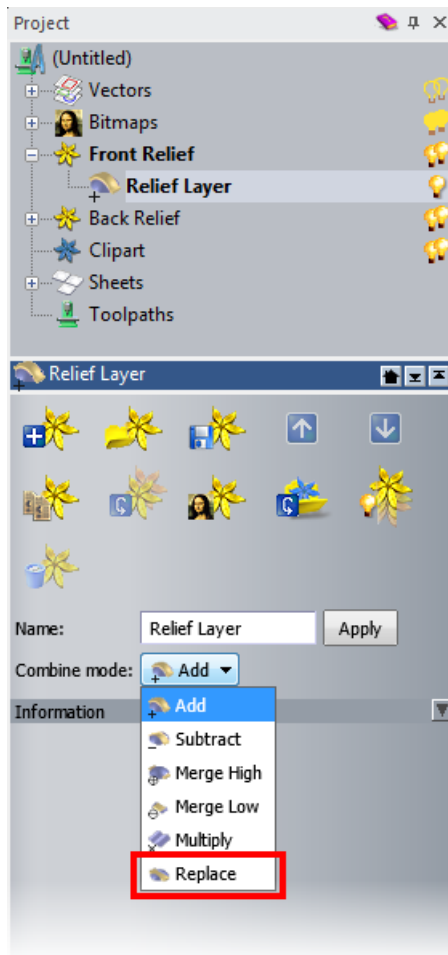 Project
(Untitled)
Vectors
Bitmaps
Front Relief
Relief Layer
Back Relief
Clipart
Sheets
Toolpaths
Relief Layer
Name: Relief Layer Apply
Combine mode: Add
Information
Add
Subtract
Merge High
Merge Low
Multiply
Replace